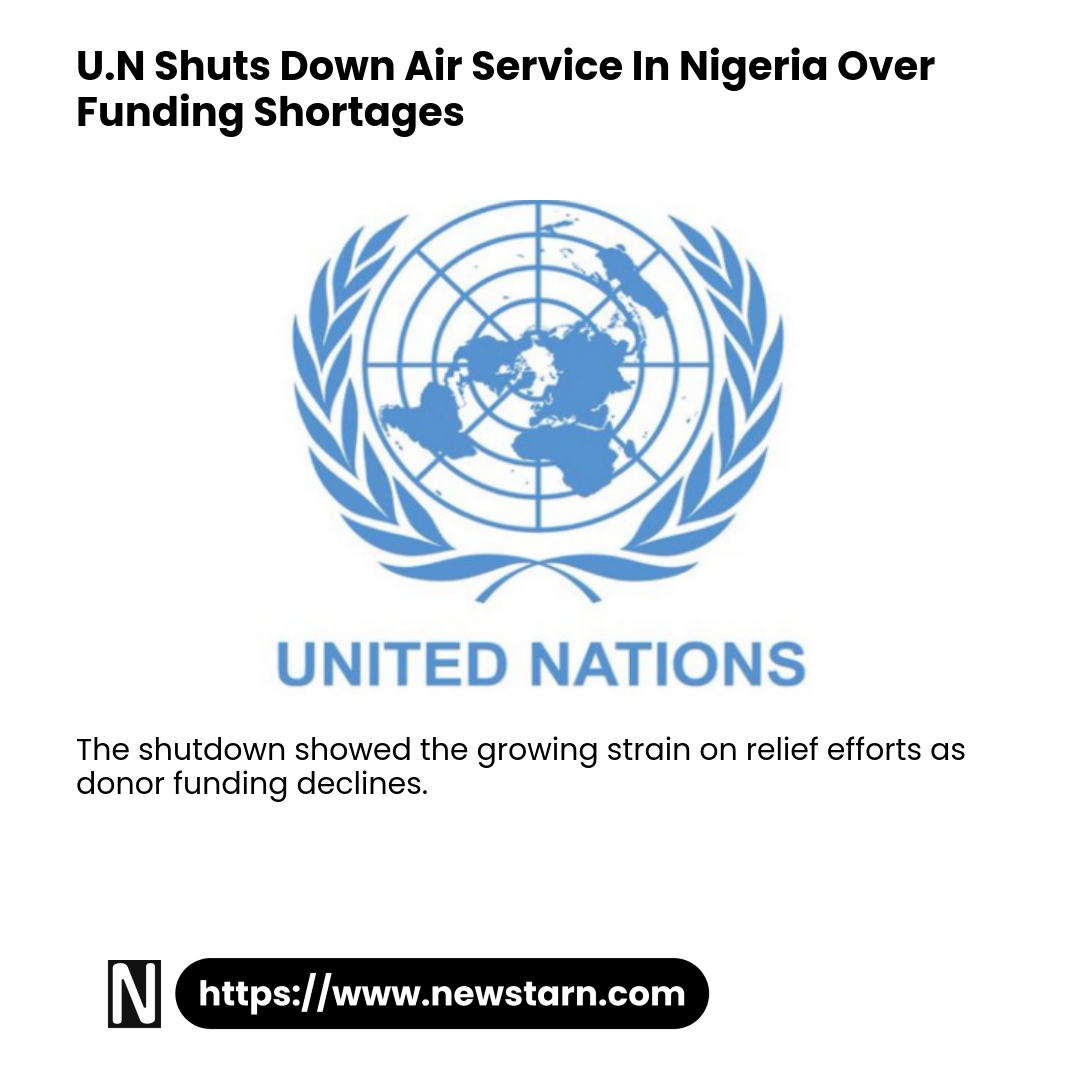 U.N Shuts Down Air Service In Nigeria Over
Funding Shortages
UNITED NATIONS
The shutdown showed the growing strain on relief efforts as
donor funding declines.
N
https://www.newstarn.com